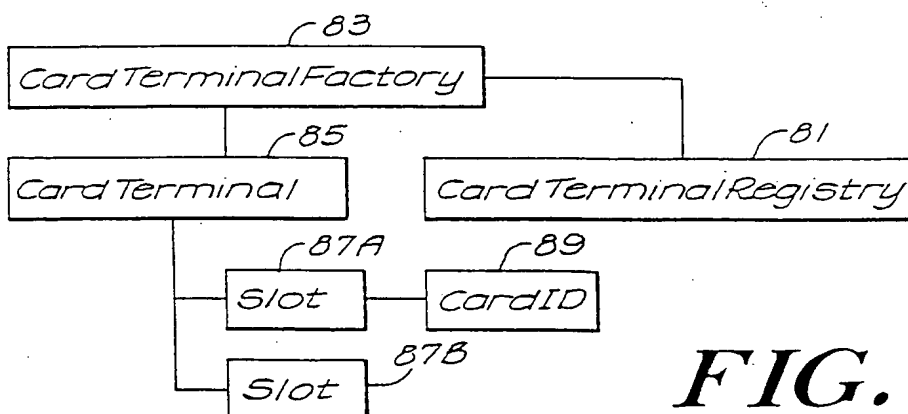 83
CardTerminalFactory
85
CardTerminal
81
CardTerminalRegistry
87A
Slot
89
CardID
87B
Slot
FIG.